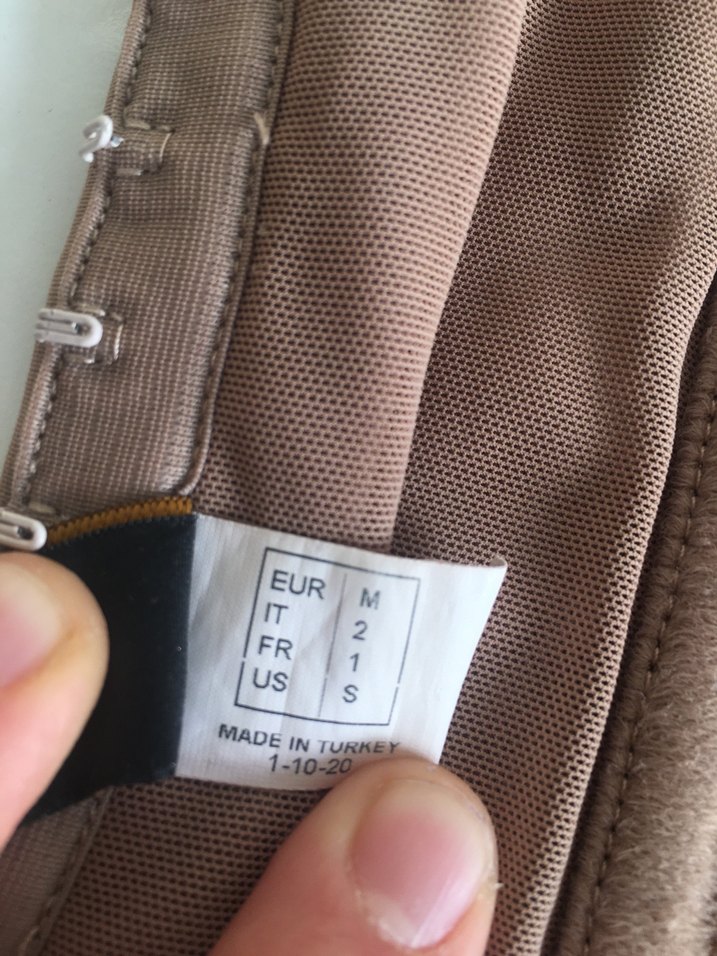 EUR M
IT 2
FR 1
US S
MADE IN TURKEY
1-10-20